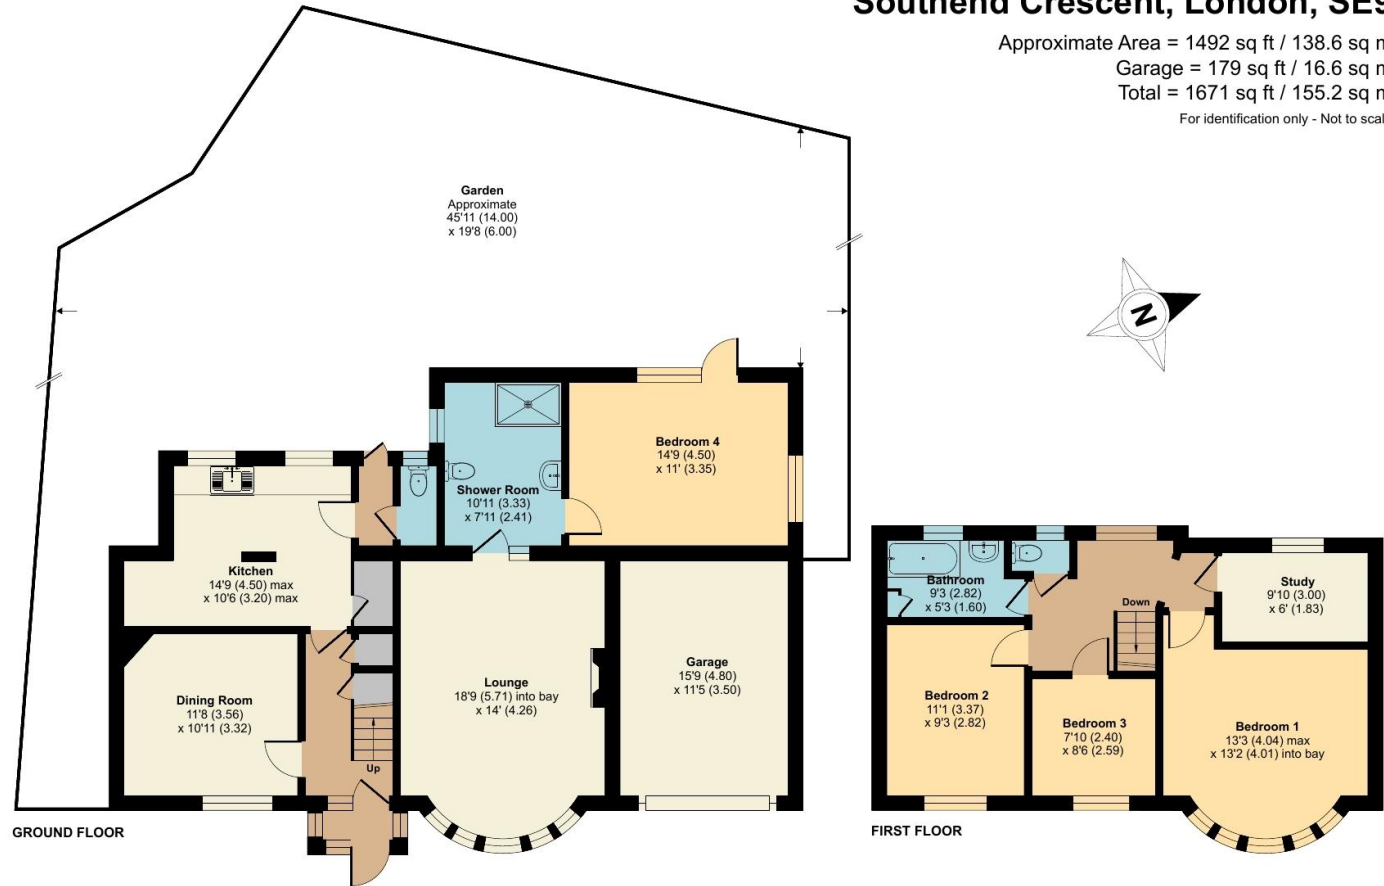 Southend Crescent, London, SE9
Approximate Area = 1492 sq ft / 138.6 sq m
Garage = 179 sq ft / 16.6 sq m
Total = 1671 sq ft / 155.2 sq m
For identification only - Not to scal
Garden
Approximate
45'11 (14.00)
x 19'8 (6.00)
N
Bedroom 4
14'9 (4.50)
x 11' (3.35)
Shower Room
10'11 (3.33)
x 7'11 (2.41)
Kitchen
14'9 (4.50) max
x 10'6 (3.20) max
Dining Room
11'8 (3.56)
x 10'11 (3.32)
Up
Lounge
18'9 (5.71) into bay
x 14' (4.26)
Garage
15'9 (4.80)
x 11'5 (3.50)
GROUND FLOOR
Bathroom
9'3 (2.82)
x 5'3 (1.60)
Down
Study
9'10 (3.00)
x 6' (1.83)
Bedroom 2
11'1 (3.37)
x 9'3 (2.82)
Bedroom 3
7'10 (2.40)
x 8'6 (2.59)
Bedroom 1
13'3 (4.04) max
x 13'2 (4.01) into bay
FIRST FLOOR